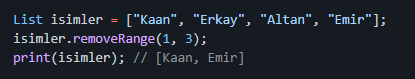 List isimler = ["Kaan", "Erkay", "Altan", "Emir"];
isimler.removeRange(1, 3);
print(isimler); // [Kaan, Emir]